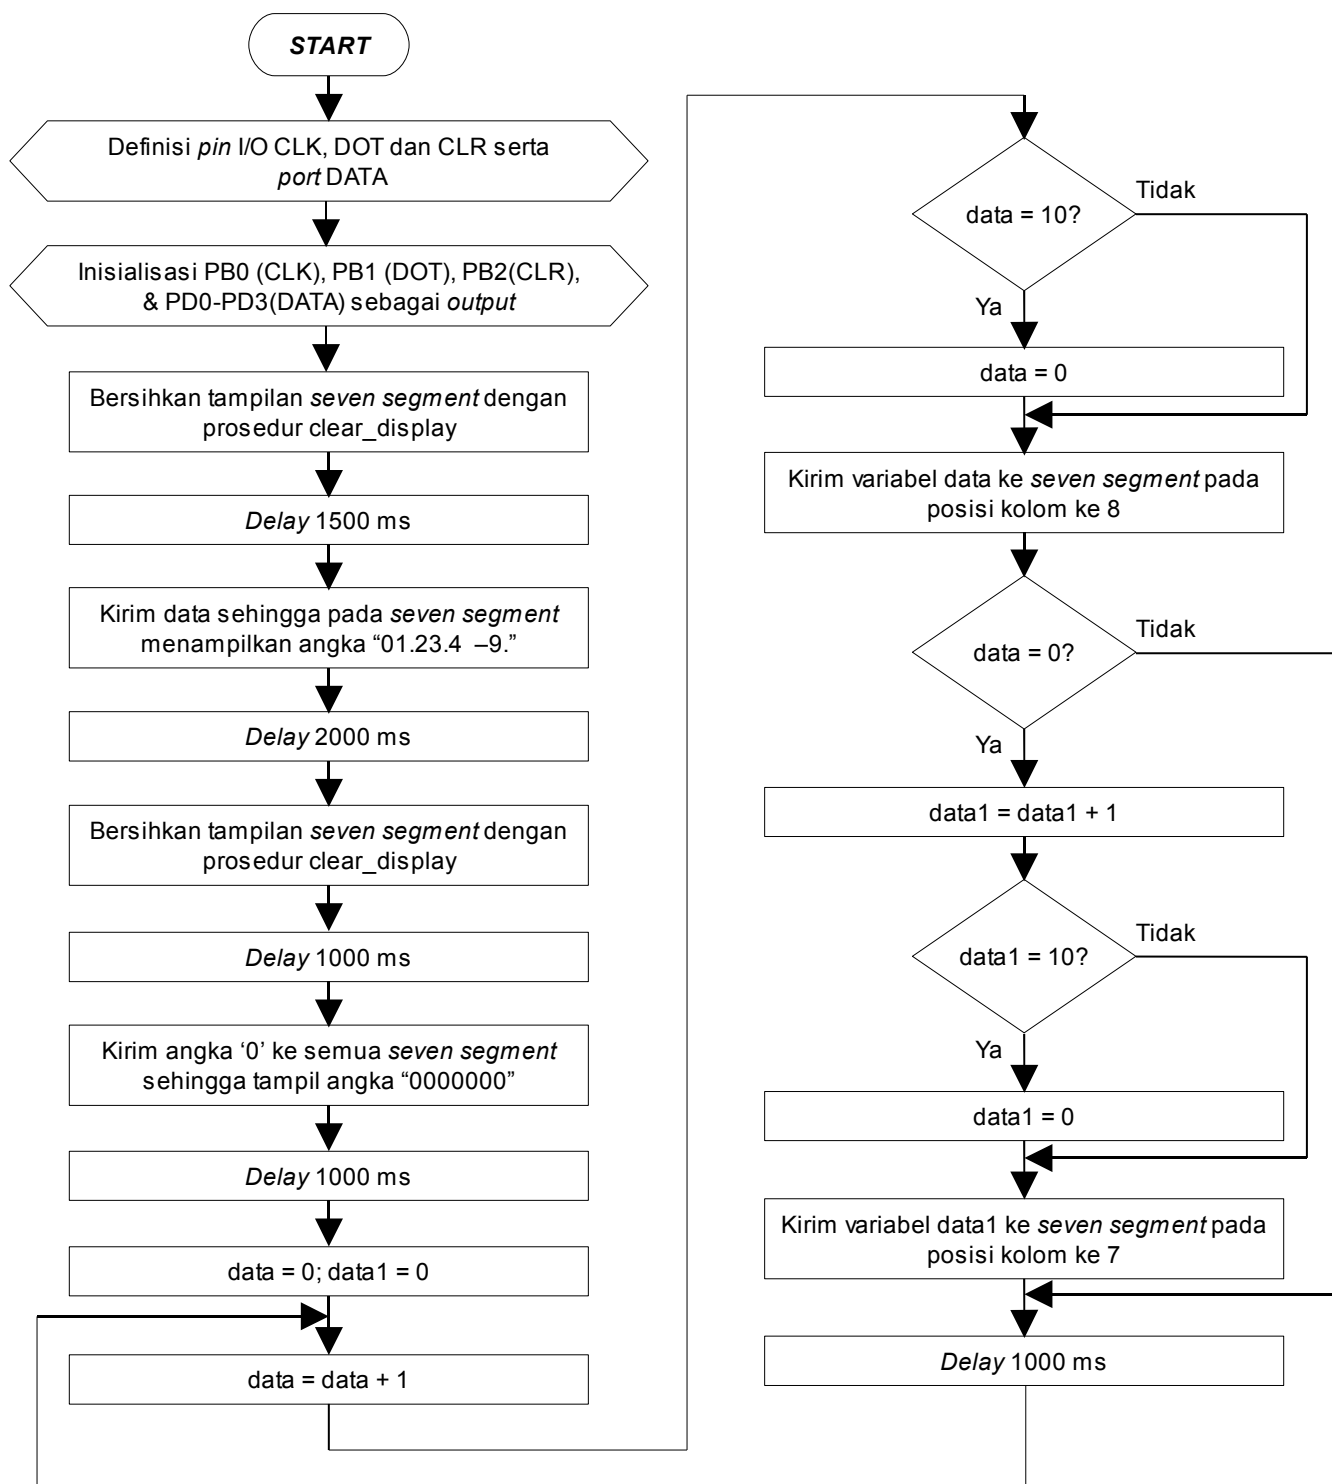 START
Definisi pin I/O CLK, DOT dan CLR serta
port DATA
Inisialisasi PB0 (CLK), PB1 (DOT), PB2(CLR),
& PD0-PD3(DATA) sebagai output
Bersihkan tampilan seven segment dengan
prosedur clear_display
Delay 1500 ms
Kirim data sehingga pada seven segment
menampilkan angka “01.23.4 –9.”
Delay 2000 ms
Bersihkan tampilan seven segment dengan
prosedur clear_display
Delay 1000 ms
Kirim angka ‘0’ ke semua seven segment
sehingga tampil angka “0000000”
Delay 1000 ms
data = 0; data1 = 0
data = data + 1
data = 10?
Tidak
Ya
data = 0
Kirim variabel data ke seven segment pada
posisi kolom ke 8
data = 0?
Tidak
Ya
data1 = data1 + 1
data1 = 10?
Tidak
Ya
data1 = 0
Kirim variabel data1 ke seven segment pada
posisi kolom ke 7
Delay 1000 ms